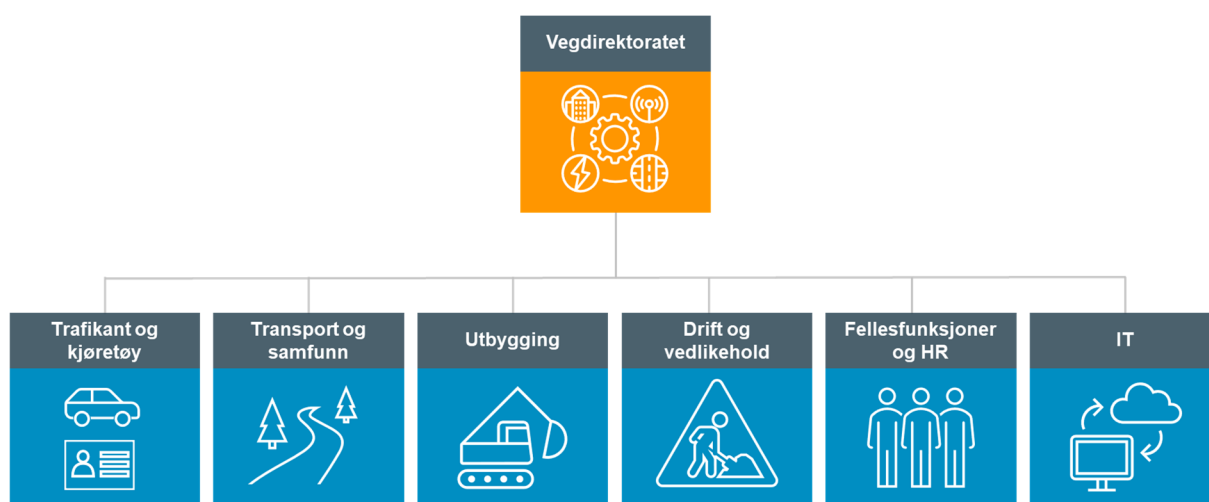 Vegdirektoratet
Trafikant og
kjøretøy
Transport og
samfunn
Utbygging
Drift og
vedlikehold
Fellesfunksjoner
og HR
IT